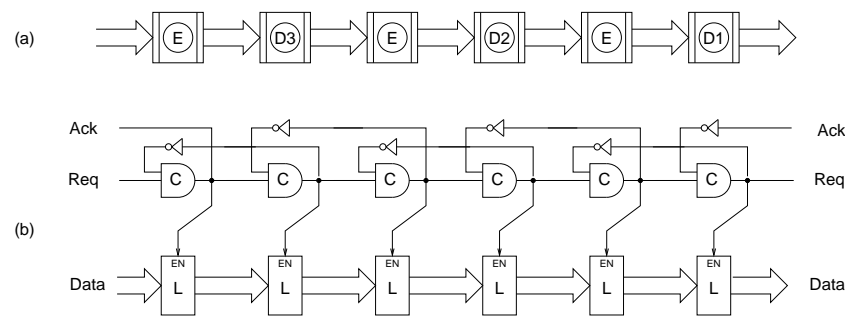 (a) E D3 E D2 E D1
Ack Ack
Req C C C C C C Req
(b)
EN EN EN EN EN EN
Data L L L L L L Data